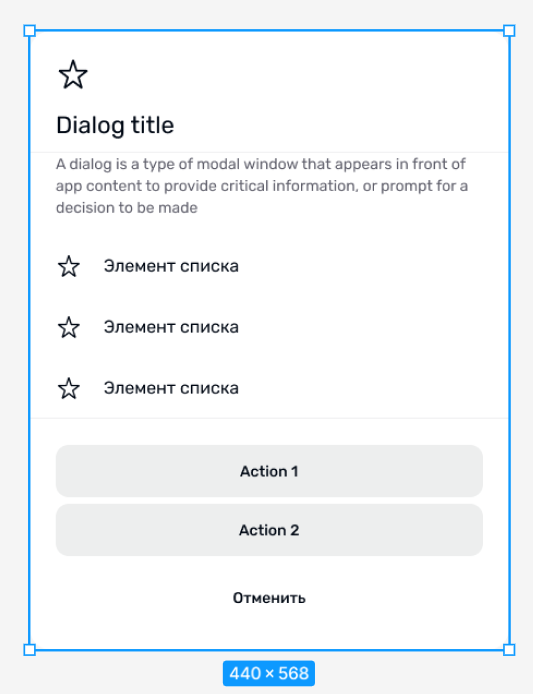 Dialog title
A dialog is a type of modal window that appears in front of
app content to provide critical information, or prompt for a
decision to be made
Элемент списка
Элемент списка
Элемент списка
Action 1
Action 2
Отменить
440 × 568